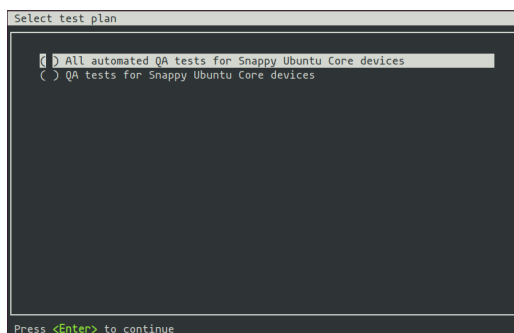 Select test plan
( ) All automated QA tests for Snappy Ubuntu Core devices
( ) QA tests for Snappy Ubuntu Core devices
Press <Enter> to continue